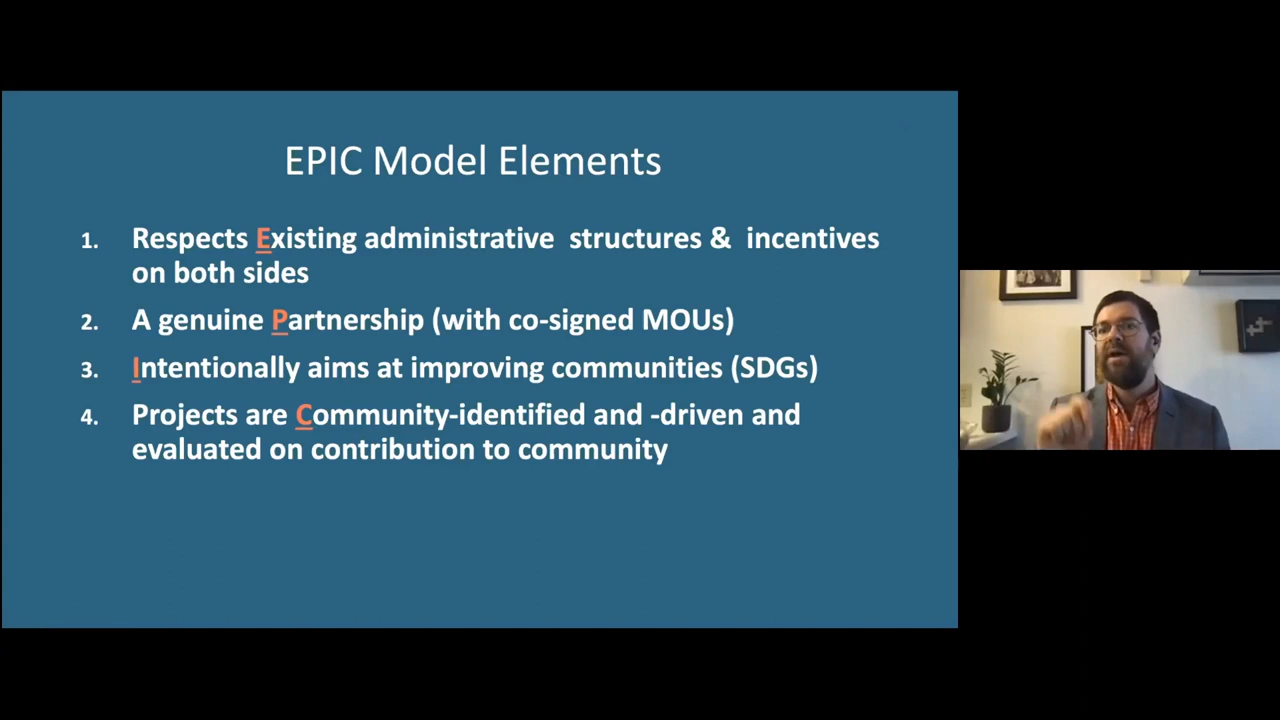 EPIC Model Elements
1. Respects Existing administrative structures & incentives
on both sides
2. A genuine Partnership (with co-signed MOUs)
3. Intentionally aims at improving communities (SDGs)
4. Projects are Community-identified and -driven and
evaluated on contribution to community